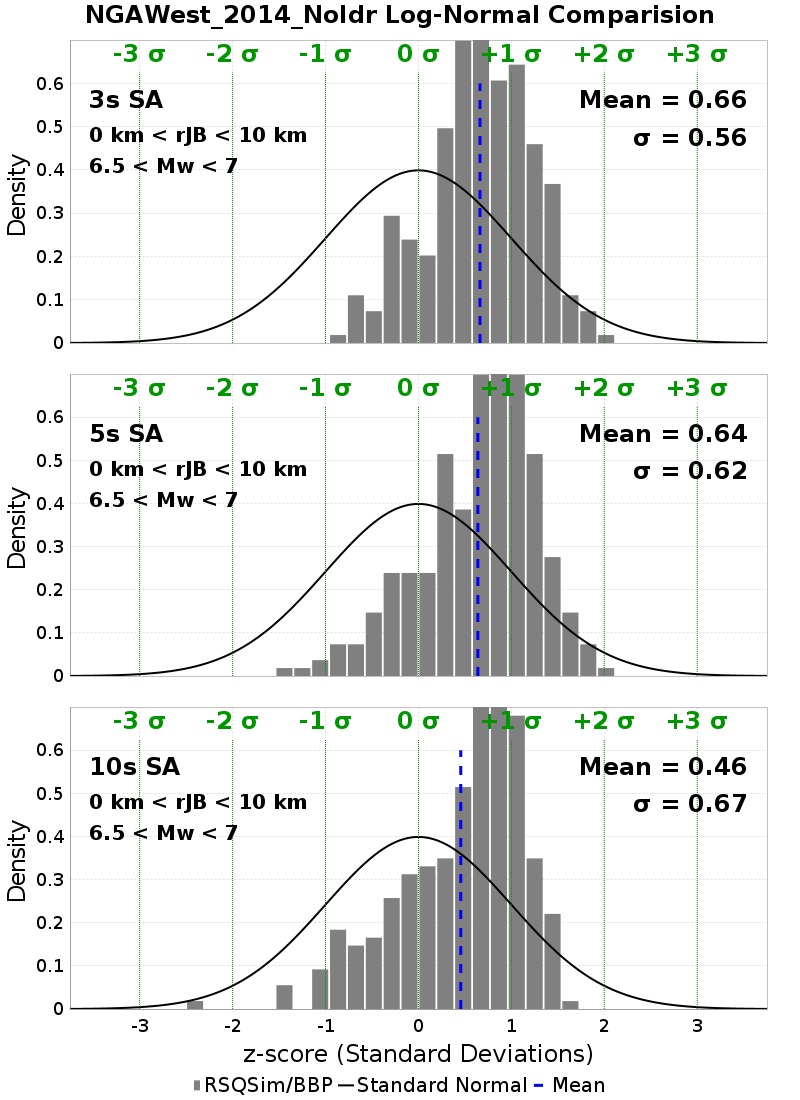 NGAWest_2014_NoIdr Log-Normal Comparision
-3 σ -2 σ -1 σ 0 σ +1 σ +2 σ +3 σ
3s SA
0 km < rJB < 10 km
6.5 < Mw < 7
Mean = 0.66
σ = 0.56
0.6
0.5
0.4
0.3
0.2
0.1
0
Density
-3 σ -2 σ -1 σ 0 σ +1 σ +2 σ +3 σ
5s SA
0 km < rJB < 10 km
6.5 < Mw < 7
Mean = 0.64
σ = 0.62
0.6
0.5
0.4
0.3
0.2
0.1
0
Density
-3 σ -2 σ -1 σ 0 σ +1 σ +2 σ +3 σ
10s SA
0 km < rJB < 10 km
6.5 < Mw < 7
Mean = 0.46
σ = 0.67
0.6
0.5
0.4
0.3
0.2
0.1
0
Density
-3 -2 -1 0 1 2 3
z-score (Standard Deviations)
RSQSim/BBP Standard Normal Mean